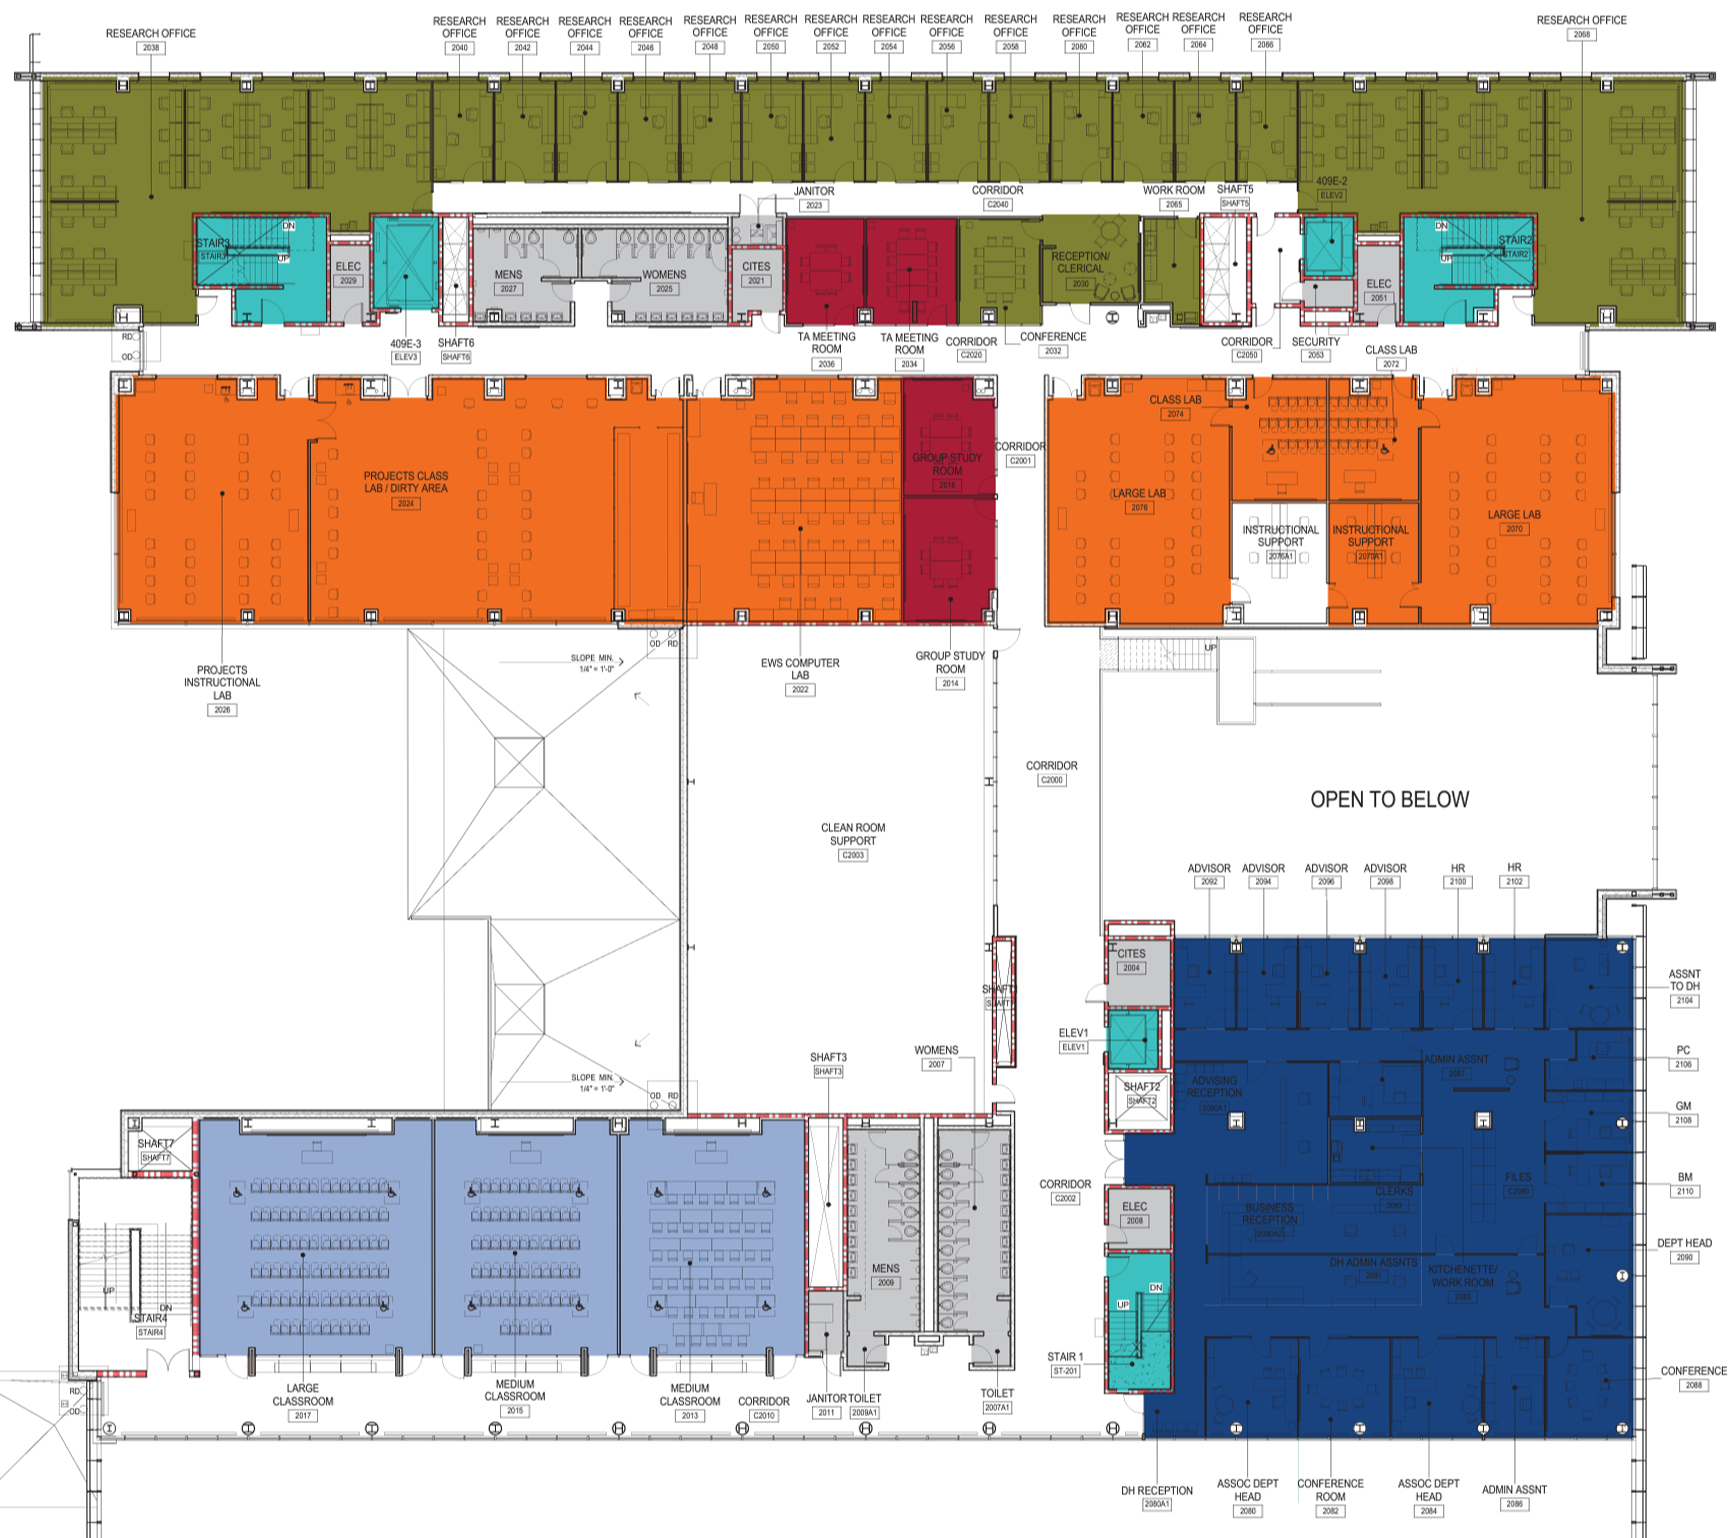 RESEARCH OFFICE
2038
RESEARCH
OFFICE
2040
RESEARCH
OFFICE
2042
RESEARCH
OFFICE
2044
RESEARCH
OFFICE
2046
RESEARCH
OFFICE
2048
RESEARCH
OFFICE
2050
RESEARCH
OFFICE
2052
RESEARCH
OFFICE
2054
RESEARCH
OFFICE
2056
RESEARCH
OFFICE
2058
RESEARCH
OFFICE
2060
RESEARCH
OFFICE
2062
RESEARCH
OFFICE
2064
RESEARCH
OFFICE
2066
RESEARCH OFFICE
2068
JANITOR
2023
CORRIDOR
C2040
WORK ROOM
2065
SHAFT5
SHAFT5
409E-2
ELEV2
STAIR3
STAIR3
DN
UP
ELEC
2029
MENS
2027
WOMENS
2025
CITES
2021
RECEPTION/
CLERICAL
2030
ELEC
2051
DN
UP
STAIR2
STAIR2
RD
OD
409E-3
ELEV3
SHAFT6
SHAFT6
TA MEETING
ROOM
2036
TA MEETING
ROOM
2034
CORRIDOR
C2020
CONFERENCE
2032
CORRIDOR
C2050
SECURITY
2053
CLASS LAB
2072
CLASS LAB
2074
PROJECTS CLASS
LAB / DIRTY AREA
2024
GROUP STUDY
ROOM
2018
CORRIDOR
C2001
LARGE LAB
2076
INSTRUCTIONAL
SUPPORT
2076A1
INSTRUCTIONAL
SUPPORT
2070A1
LARGE LAB
2070
PROJECTS
INSTRUCTIONAL
LAB
2026
SLOPE MIN.
1/4" = 1'-0"
OD RD
EWS COMPUTER
LAB
2022
GROUP STUDY
ROOM
2014
UP
CORRIDOR
C2000
OPEN TO BELOW
CLEAN ROOM
SUPPORT
C2003
ADVISOR
2092
ADVISOR
2094
ADVISOR
2096
ADVISOR
2098
HR
2100
HR
2102
CITES
2004
ASSNT
TO DH
2104
ELEV1
ELEV1
SLOPE MIN.
1/4" = 1'-0"
OD RD
SHAFT3
SHAFT3
WOMENS
2007
SHAFT2
SHAFT2
ADVISING
RECEPTION
2080A1
ADMIN ASSNT
2087
PC
2106
GM
2108
SHAFT7
SHAFT7
CORRIDOR
C2002
ELEC
2008
BUSINESS
RECEPTION
2080A2
CLERKS
2083
FILES
C2080
BM
2110
DEPT HEAD
2090
MENS
2009
DH ADMIN ASSNTS
2081
KITCHENETTE/
WORK ROOM
2085
UP
DN
STAIR4
STAIR4
UP
DN
STAIR 1
ST-201
RD
OD
LARGE
CLASSROOM
2017
MEDIUM
CLASSROOM
2015
MEDIUM
CLASSROOM
2013
CORRIDOR
C2010
JANITOR
2011
TOILET
2009A1
TOILET
2007A1
CONFERENCE
2088
DH RECEPTION
2080A1
ASSOC DEPT
HEAD
2080
CONFERENCE
ROOM
2082
ASSOC DEPT
HEAD
2084
ADMIN ASSNT
2086